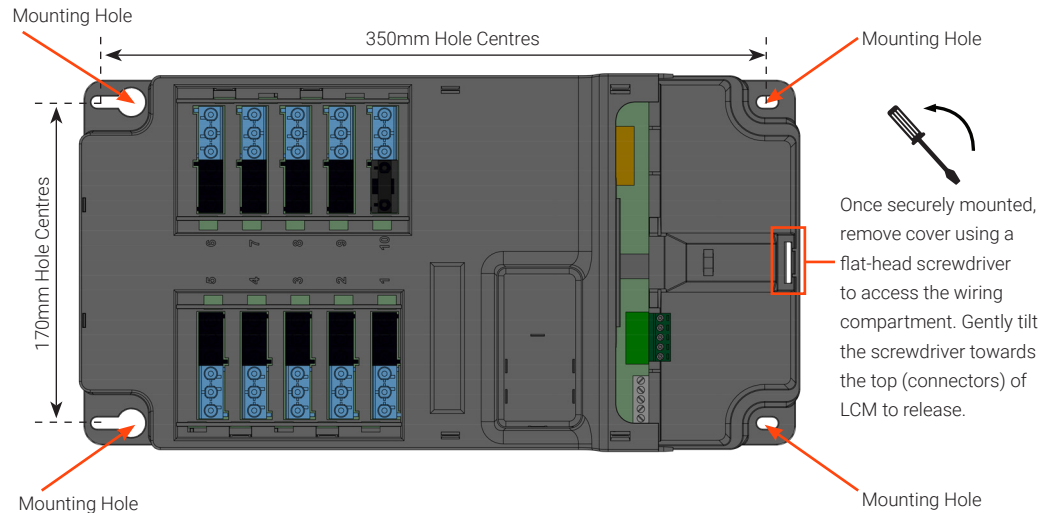 Mounting Hole
350mm Hole Centres
Mounting Hole
170mm Hole Centres
6
7
8
9
10
5
4
3
2
1
Once securely mounted,
remove cover using a
flat-head screwdriver
to access the wiring
compartment. Gently tilt
the screwdriver towards
the top (connectors) of
LCM to release.
Mounting Hole
Mounting Hole